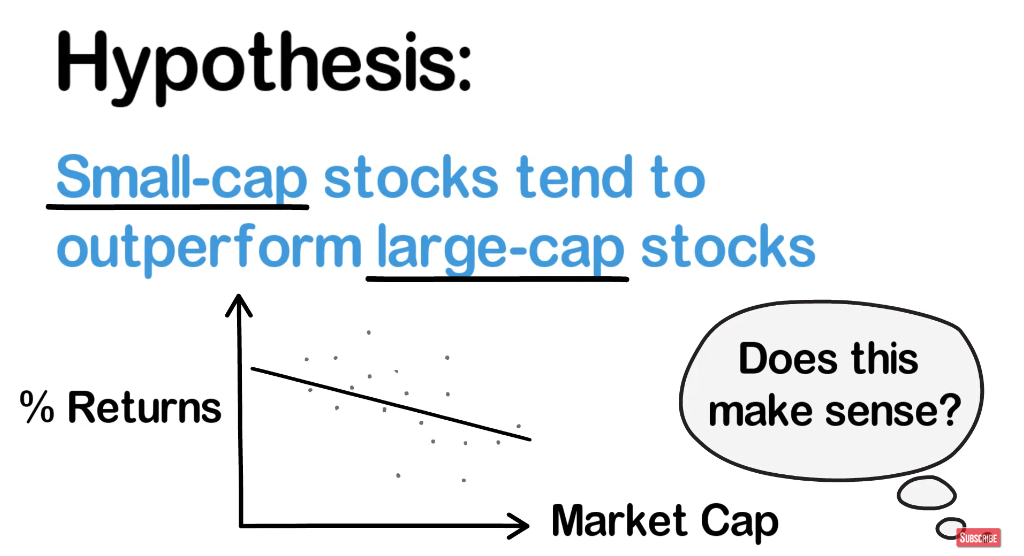 Hypothesis:
Small-cap stocks tend to
outperform large-cap stocks
Does this
make sense?
% Returns
Market Cap
SUBSCRIBE